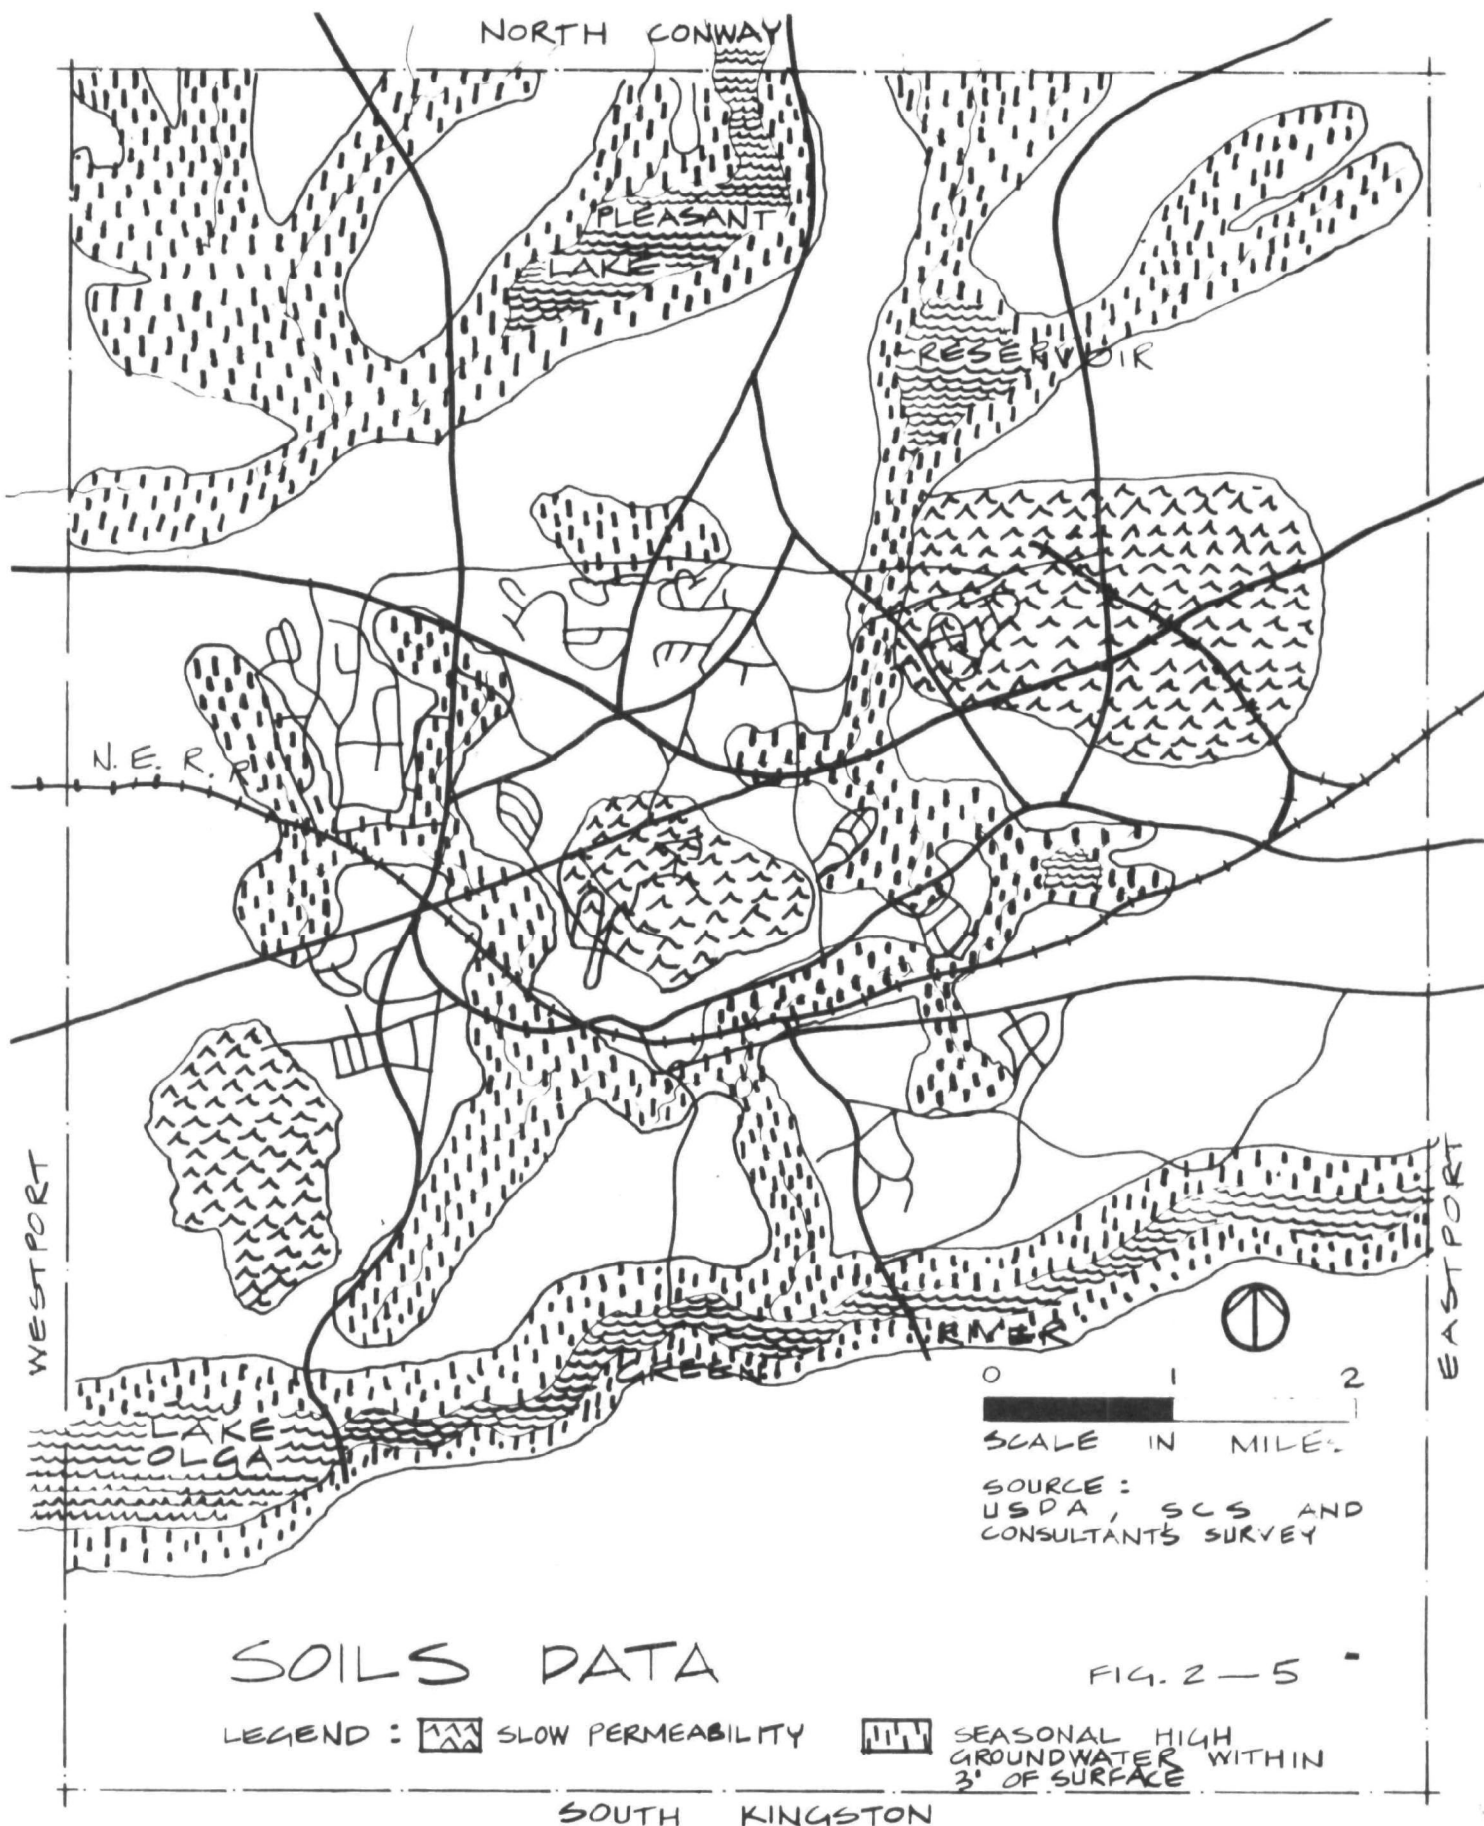 NORTH CONWAY
PLEASANT
LAKE
RESERVOIR
N. E. R. R.
WESTPORT
EASTPORT
RIVER
GREEN
LAKE
OLGA
0 1 2
SCALE IN MILES
SOURCE :
USDA, SCS AND
CONSULTANTS SURVEY
SOILS DATA
FIG. 2-5
LEGEND : SLOW PERMEABILITY
SEASONAL HIGH
GROUNDWATER WITHIN
3' OF SURFACE
SOUTH KINGSTON